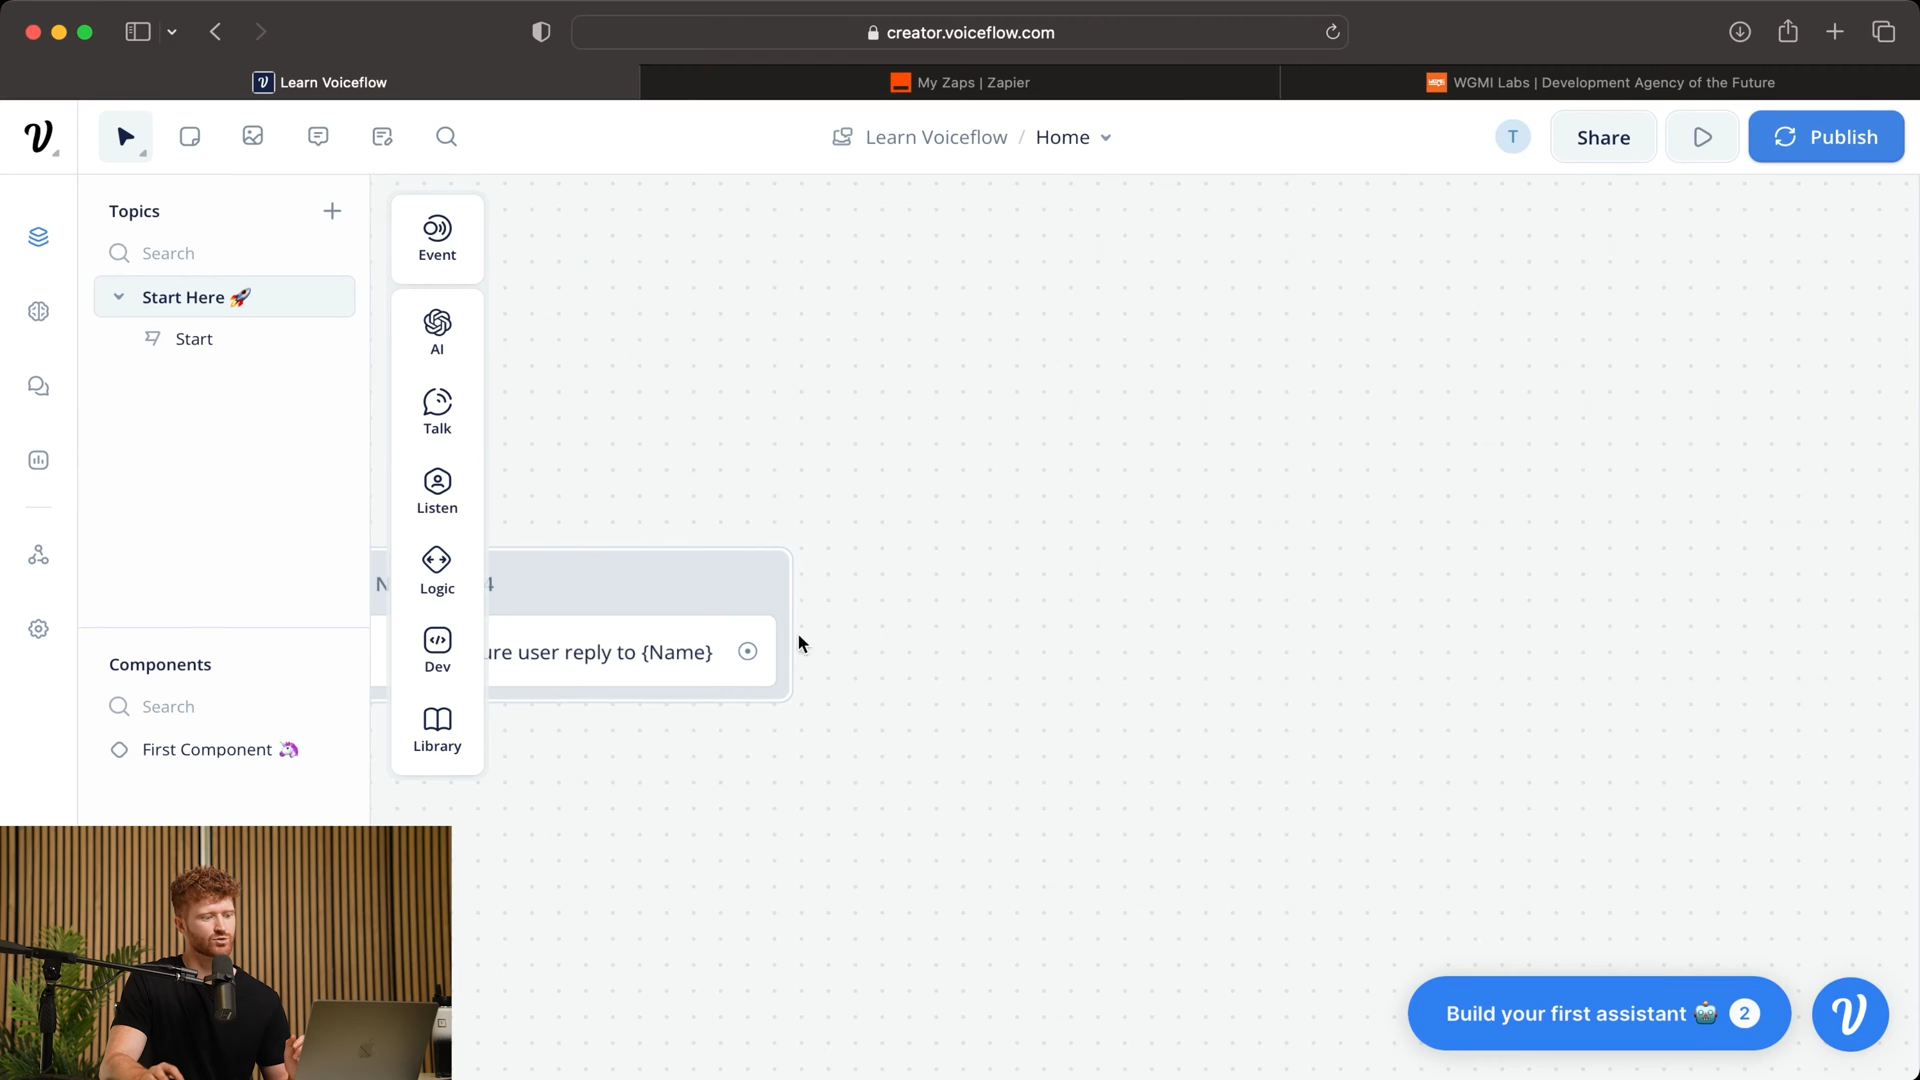 creator.voiceflow.com
Learn Voiceflow
My Zaps | Zapier
WGMI Labs | Development Agency of the Future
Learn Voiceflow / Home
T
Share
Publish
Topics
Search
Start Here 🚀
Start
Components
Search
First Component 🦄
Event
AI
Talk
Listen
Logic
Dev
Library
N
4
ure user reply to {Name}
Build your first assistant 🤖 2